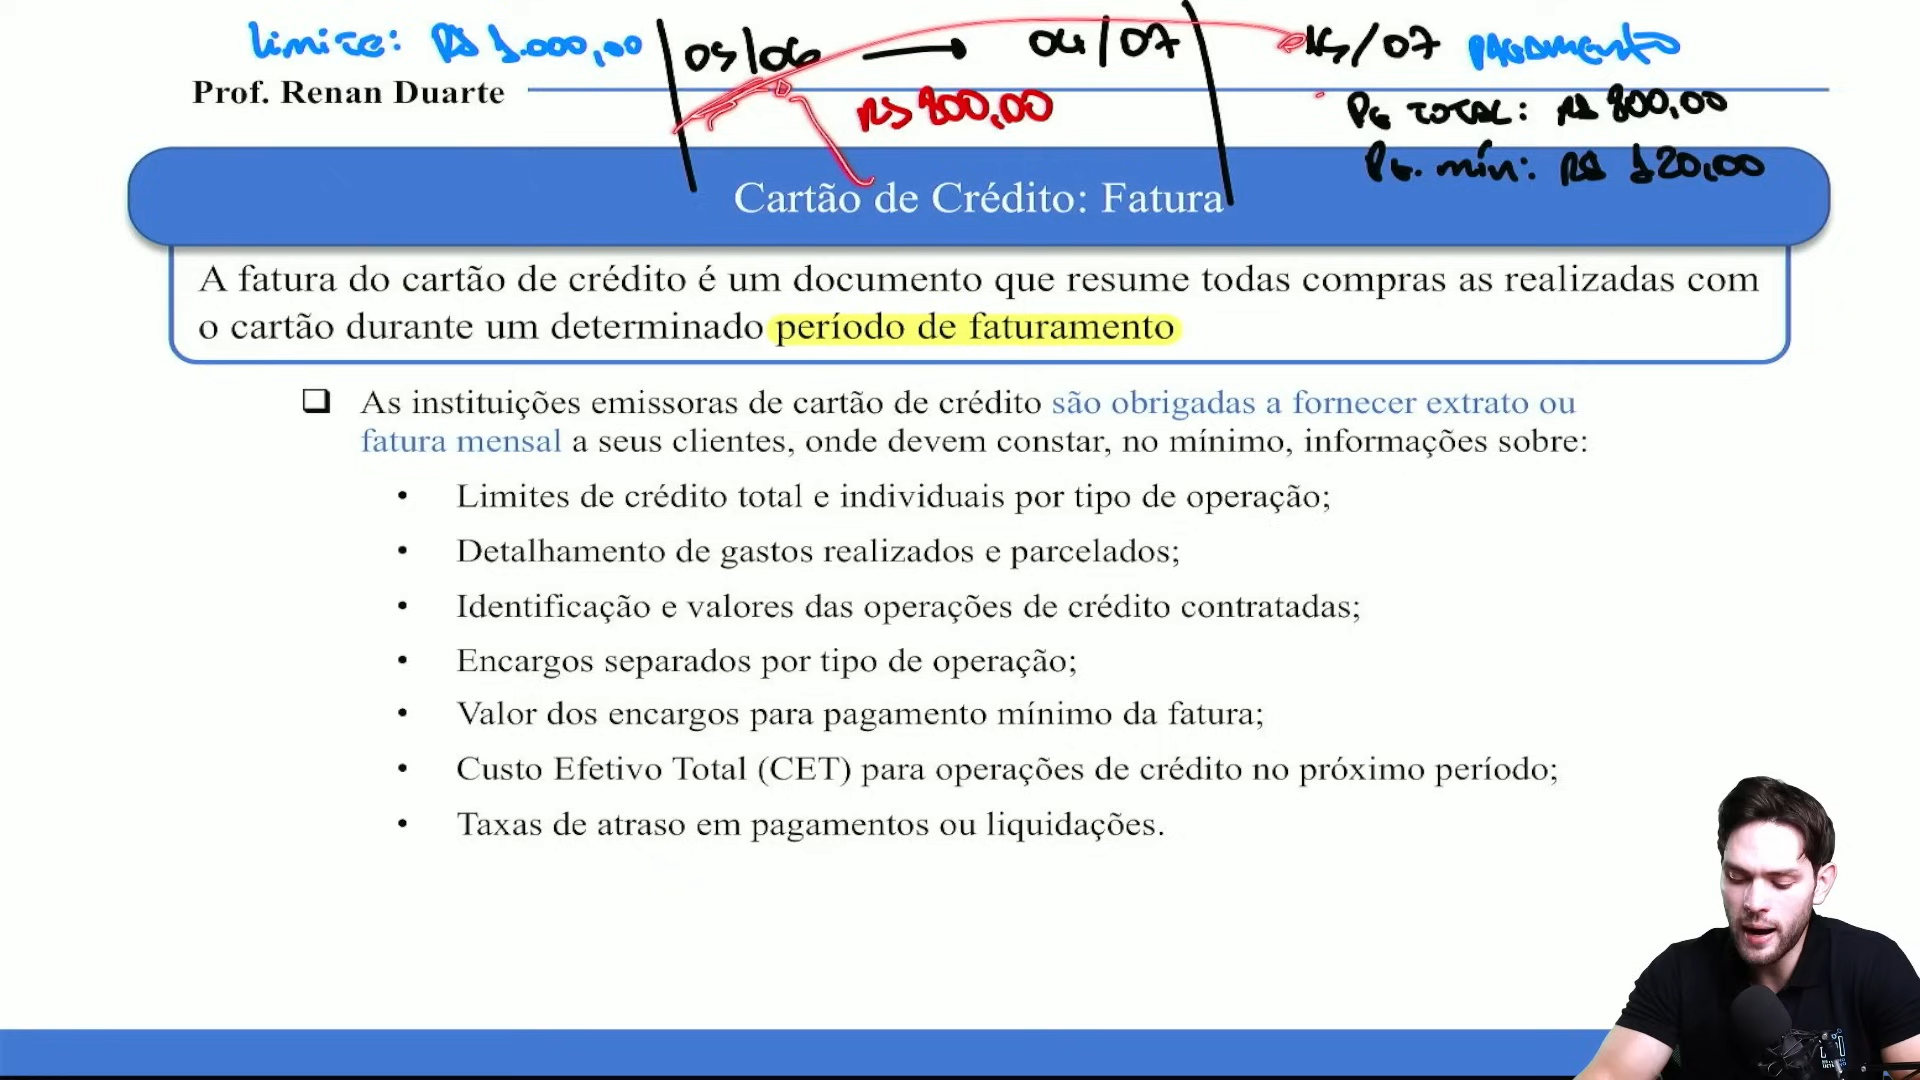 limite: R$ 1.000,00 05/06 → 04/07 15/07 PAGAMENTO
Prof. Renan Duarte R$ 800,00 PG TOTAL: R$ 800,00
PG. mín: R$ 120,00
Cartão de Crédito: Fatura
A fatura do cartão de crédito é um documento que resume todas compras as realizadas com
o cartão durante um determinado período de faturamento
As instituições emissoras de cartão de crédito são obrigadas a fornecer extrato ou
fatura mensal a seus clientes, onde devem constar, no mínimo, informações sobre:
• Limites de crédito total e individuais por tipo de operação;
• Detalhamento de gastos realizados e parcelados;
• Identificação e valores das operações de crédito contratadas;
• Encargos separados por tipo de operação;
• Valor dos encargos para pagamento mínimo da fatura;
• Custo Efetivo Total (CET) para operações de crédito no próximo período;
• Taxas de atraso em pagamentos ou liquidações.